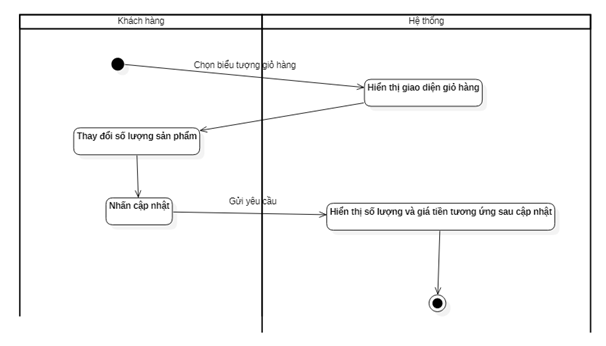 Khách hàng
Hệ thống
Chọn biểu tượng giỏ hàng
Hiển thị giao diện giỏ hàng
Thay đổi số lượng sản phẩm
Nhấn cập nhật
Gửi yêu cầu
Hiển thị số lượng và giá tiền tương ứng sau cập nhật